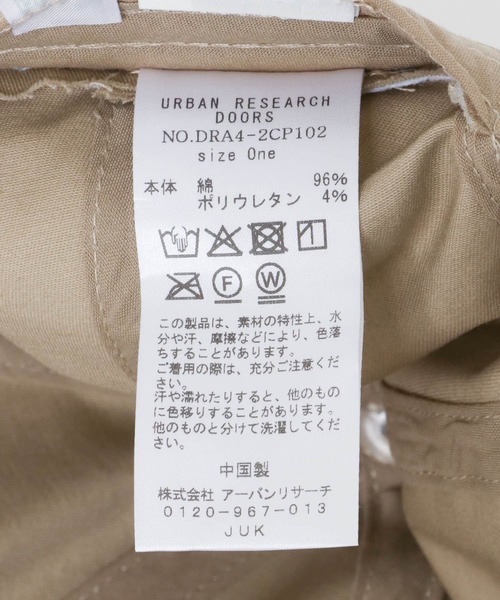 URBAN RESEARCH
DOORS
NO.DRA4-2CP102
size One
本体 綿 96%
ポリウレタン 4%
F W
この製品は、素材の特性上、水
分や汗、摩擦などにより、色落
ちすることがあります。
ご着用の際は、充分ご注意くだ
さい。
汗や濡れたりすると、他のもの
に色移りすることがあります。
他のものと分けて洗濯してくだ
さい。
中国製
株式会社 アーバンリサーチ
0120-967-013
JUK